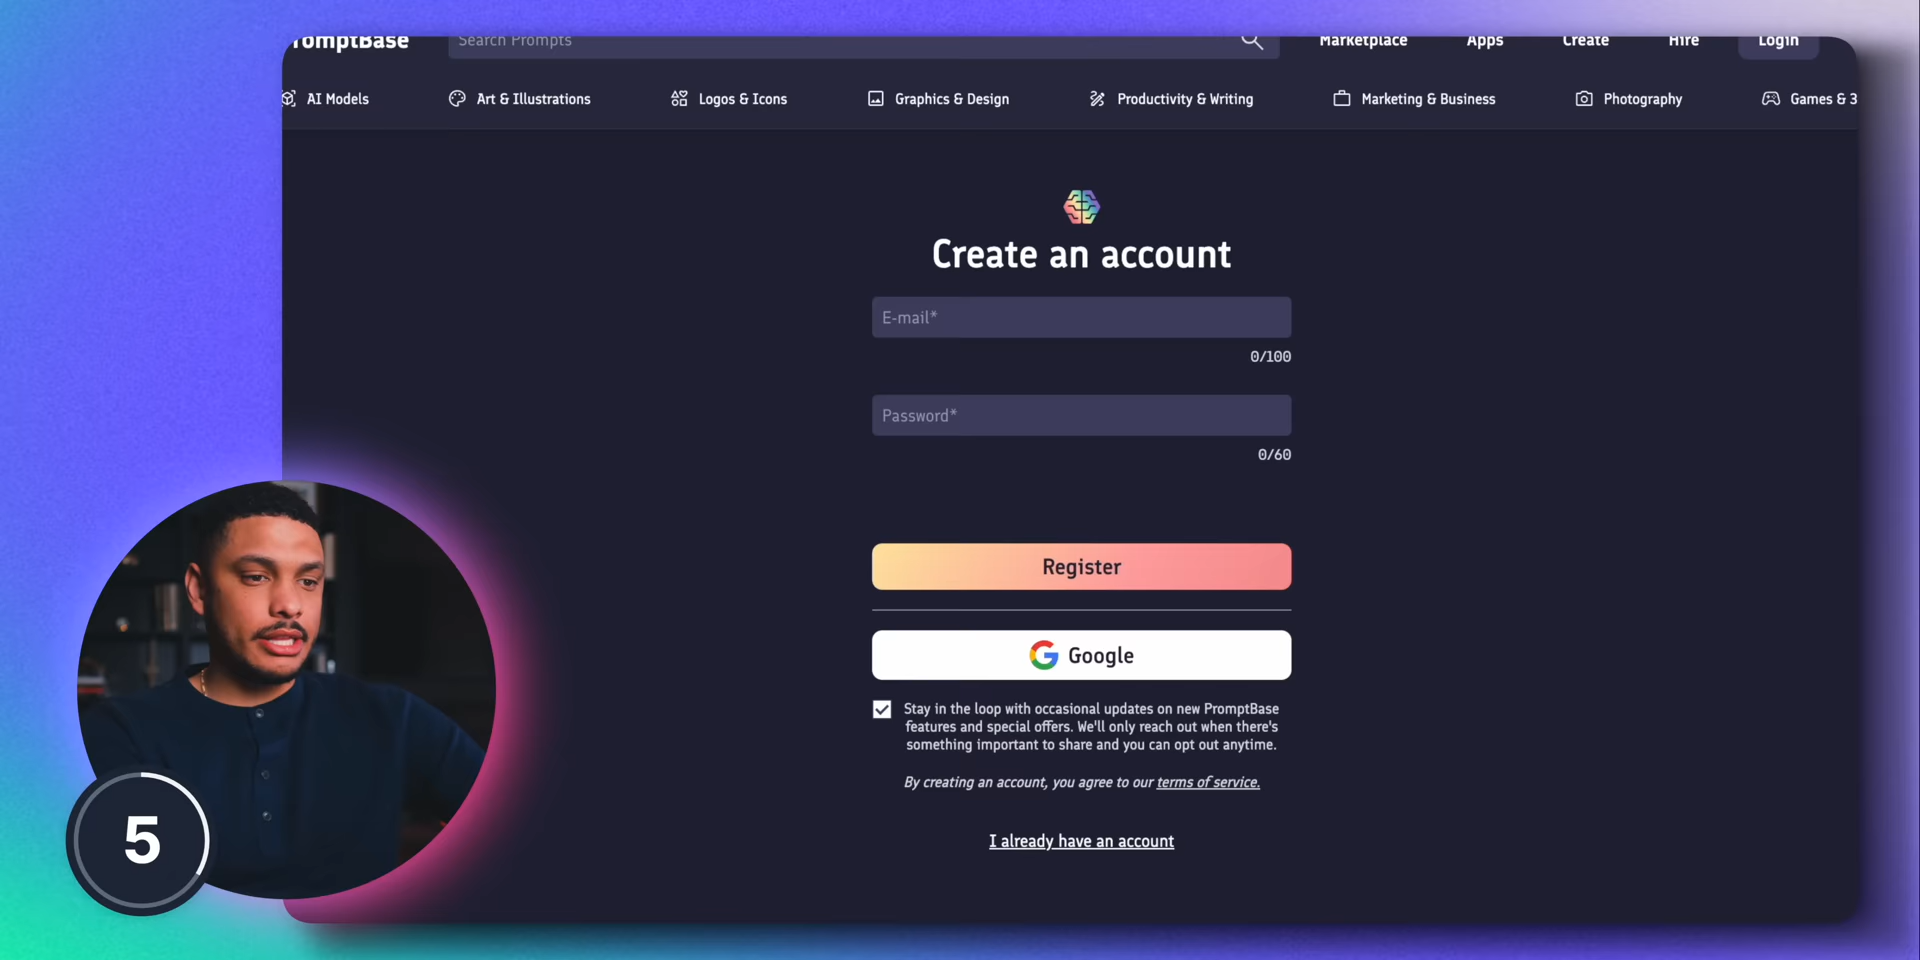 PromptBase
Search Prompts
Marketplace
Apps
Create
Hire
Login
AI Models
Art & Illustrations
Logos & Icons
Graphics & Design
Productivity & Writing
Marketing & Business
Photography
Games & 3
Create an account
E-mail*
0/100
Password*
0/60
Register
Google
Stay in the loop with occasional updates on new PromptBase
features and special offers. We'll only reach out when there's
something important to share and you can opt out anytime.
By creating an account, you agree to our terms of service.
I already have an account
5